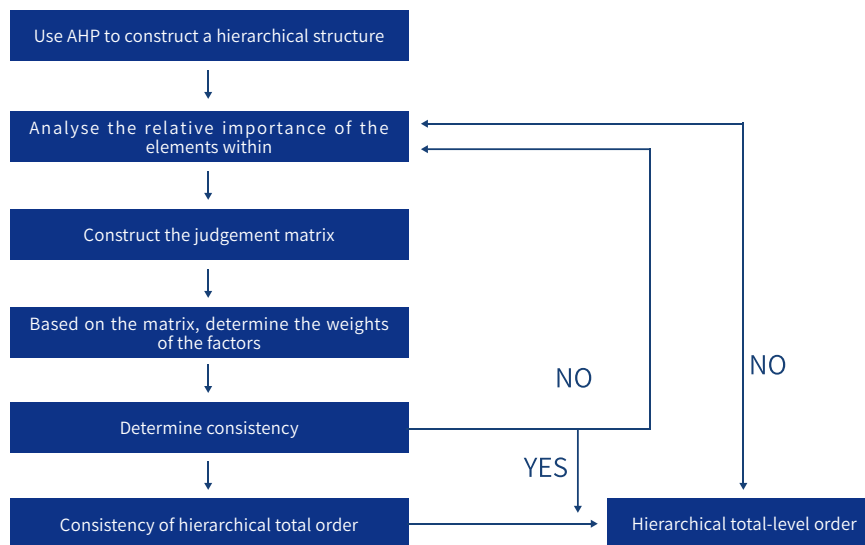 Use AHP to construct a hierarchical structure
Analyse the relative importance of the
elements within
Construct the judgement matrix
Based on the matrix, determine the weights
of the factors
NO
NO
Determine consistency
YES
Consistency of hierarchical total order
Hierarchical total-level order